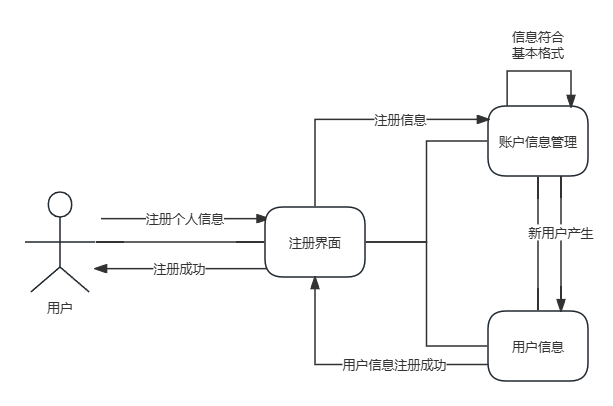 信息符合
基本格式
注册信息
账户信息管理
注册个人信息
新用户产生
注册界面
注册成功
用户
用户信息
用户信息注册成功